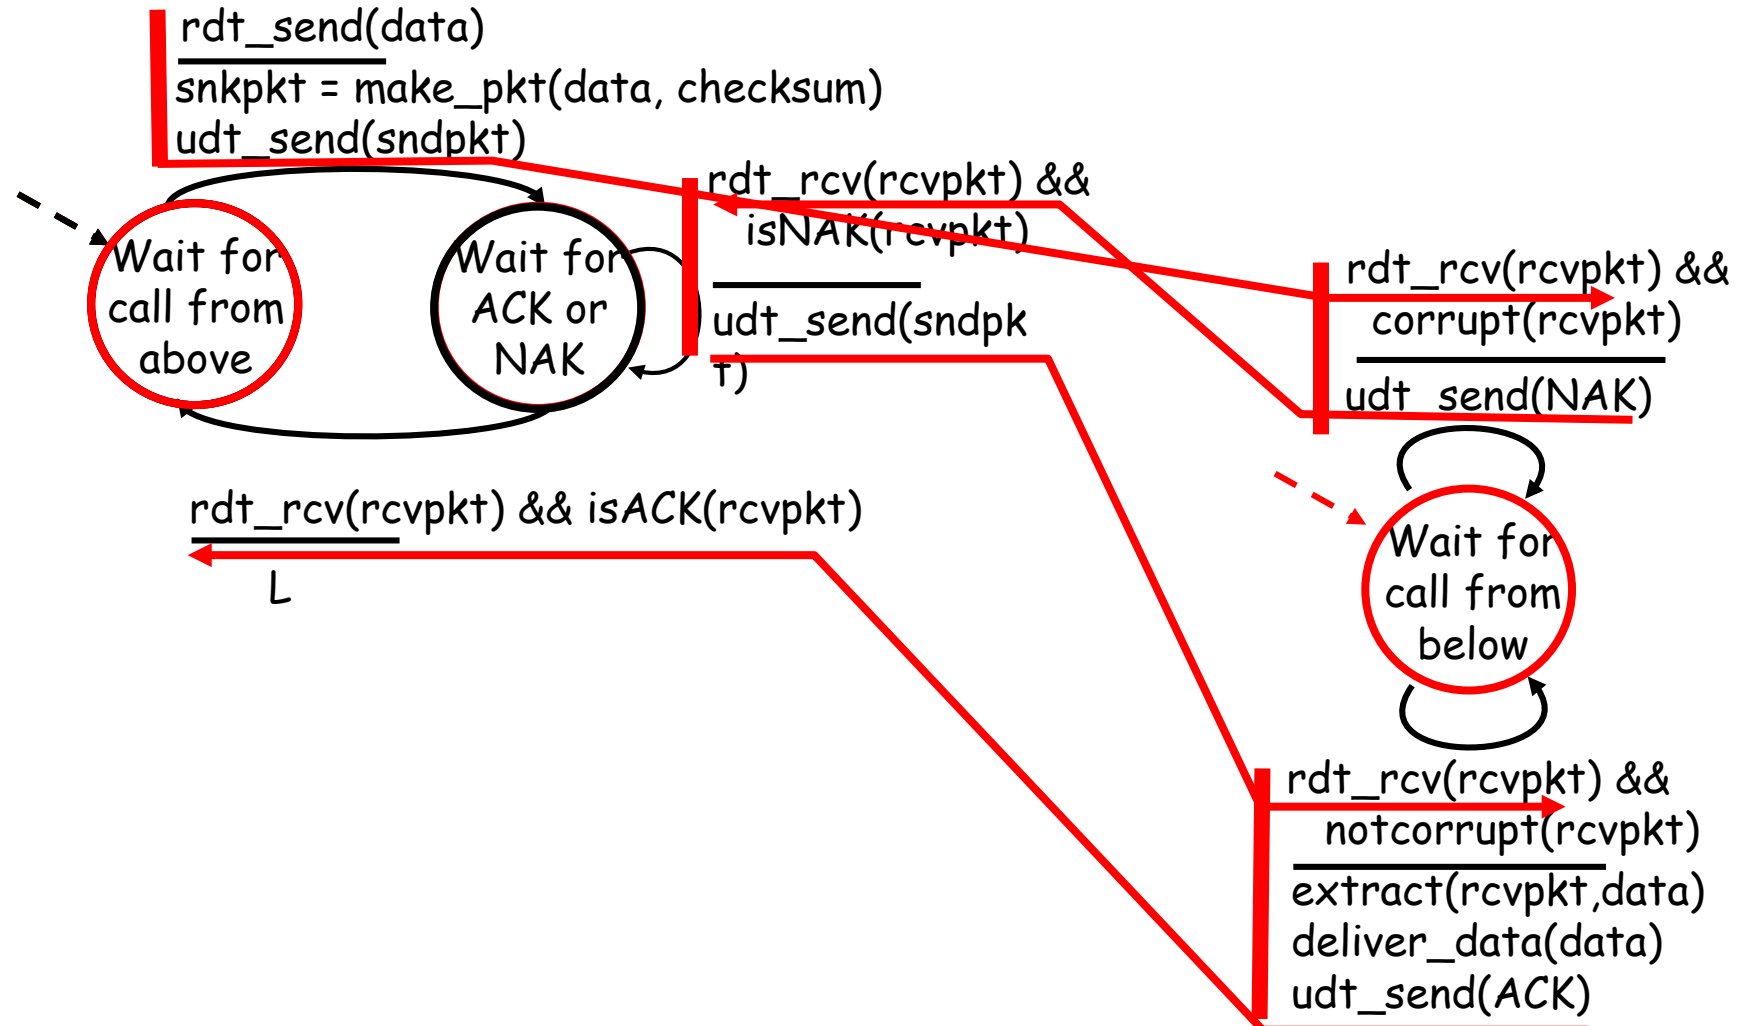 rdt_send(data)
snkpkt = make_pkt(data, checksum)
udt_send(sndpkt)
rdt_rcv(rcvpkt) &&
isNAK(rcvpkt)
udt_send(sndpk
t)
Wait for
call from
above
Wait for
ACK or
NAK
rdt_rcv(rcvpkt) && isACK(rcvpkt)
L
rdt_rcv(rcvpkt) &&
corrupt(rcvpkt)
udt_send(NAK)
Wait for
call from
below
rdt_rcv(rcvpkt) &&
notcorrupt(rcvpkt)
extract(rcvpkt,data)
deliver_data(data)
udt_send(ACK)